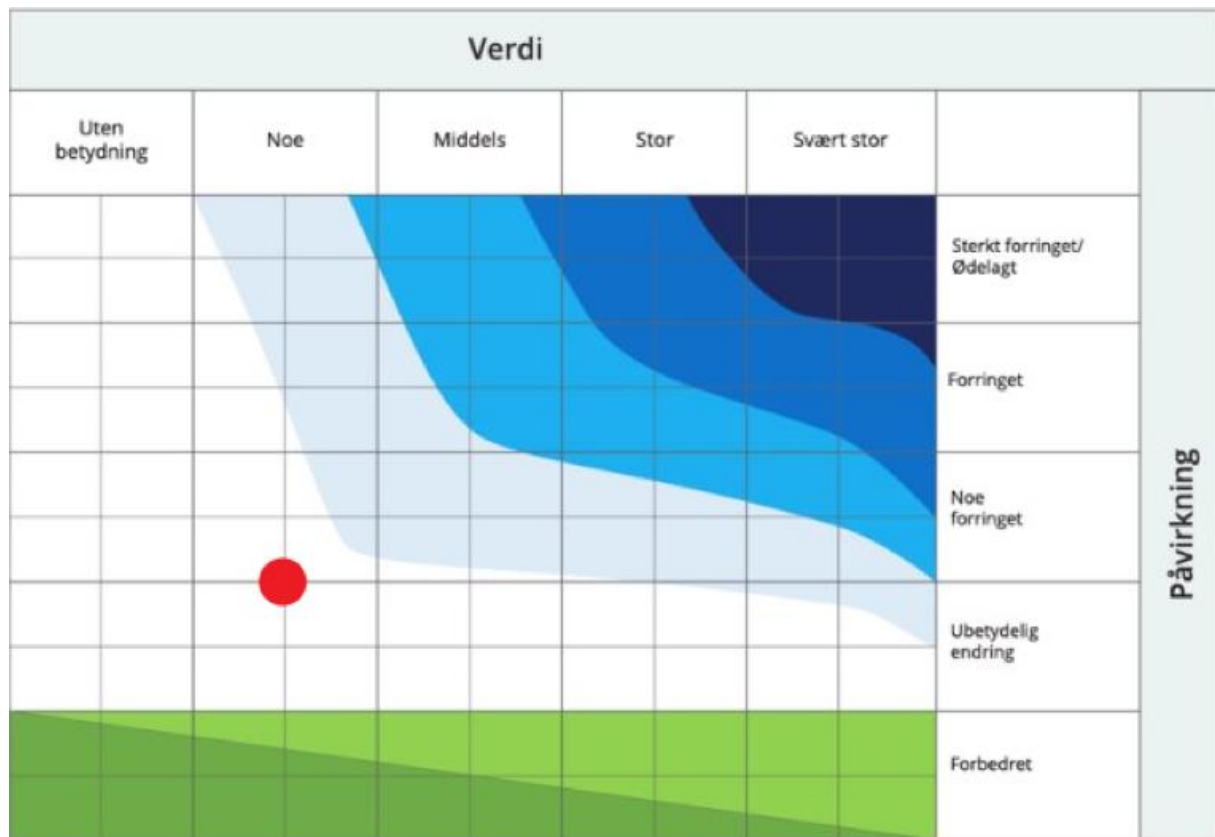 Verdi
Uten
betydning
Noe
Middels
Stor
Svært stor
Sterkt forringet/
Ødelagt
Forringet
Noe
forringet
Ubetydelig
endring
Forbedret
Påvirkning